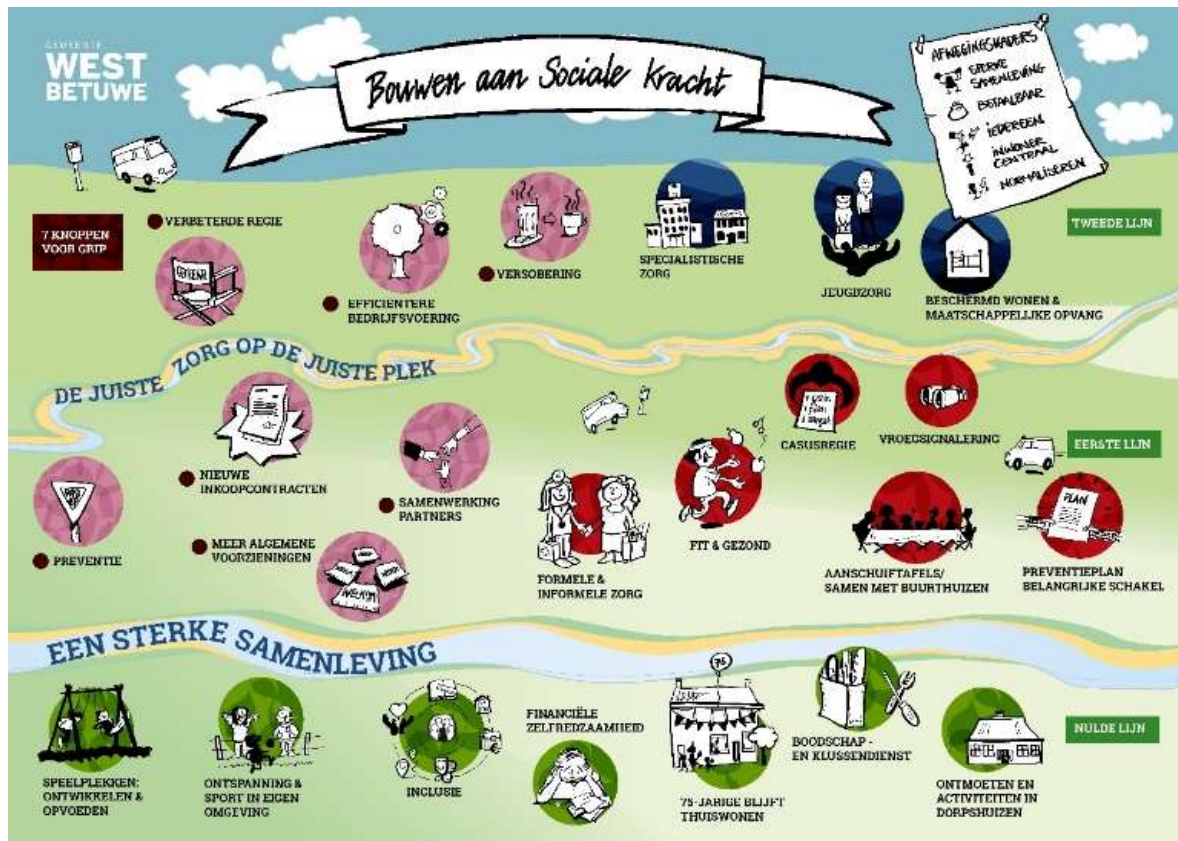 GEMEENTE
WEST
BETUWE
Bouwen aan Sociale Kracht
AFWEGINGSKADERS
STERKE
SAMENLEVING
BETAALBAAR
IEDEREEN
INWONER
CENTRAAL
NORMALISEREN
7 KNOPPEN
VOOR GRIP
VERBETERDE REGIE
EFFICIENTERE
BEDRIJFSVOERING
VERSOBERING
SPECIALISTISCHE
ZORG
JEUGDZORG
BESCHERMD WONEN &
MAATSCHAPPELIJKE OPVANG
TWEEDE LIJN
DE JUISTE ZORG OP DE JUISTE PLEK
NIEUWE
INKOOPCONTRACTEN
SAMENWERKING
PARTNERS
CASUSREGIE
VROEGSIGNALERING
EERSTE LIJN
PREVENTIE
MEER ALGEMENE
VOORZIENINGEN
WELKOM
FORMELE &
INFORMELE ZORG
FIT & GEZOND
AANSCHUIFTAFELS/
SAMEN MET BUURTHUIZEN
PLAN
PREVENTIEPLAN
BELANGRIJKE SCHAKEL
EEN STERKE SAMENLEVING
SPEELPLEKKEN:
ONTWIKKELEN &
OPVOEDEN
ONTSPANNING &
SPORT IN EIGEN
OMGEVING
INCLUSIE
FINANCIËLE
ZELFREDZAAMHEID
75
75-JARIGE BLIJFT
THUISWONEN
BOODSCHAP -
EN KLUSSENDIENST
ONTMOETEN EN
ACTIVITEITEN IN
DORPSHUIZEN
NULDE LIJN